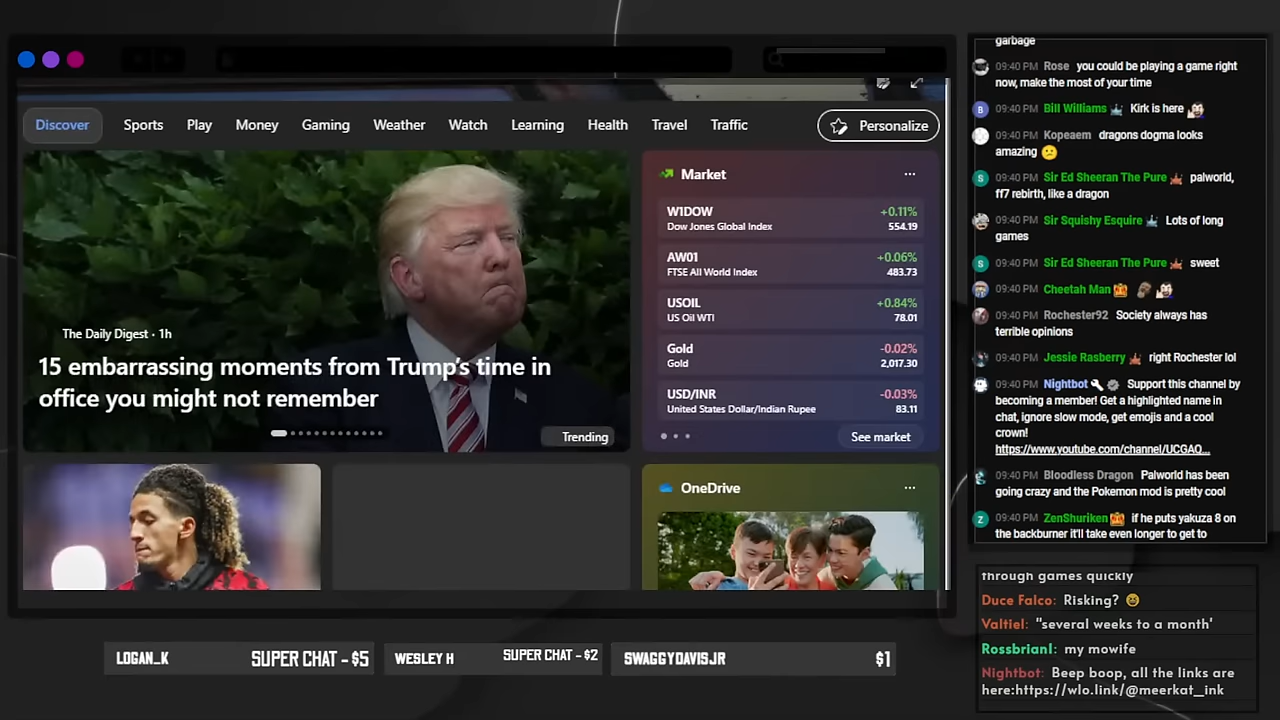 Discover
Sports
Play
Money
Gaming
Weather
Watch
Learning
Health
Travel
Traffic
Personalize
The Daily Digest · 1h
15 embarrassing moments from Trump's time in
office you might not remember
Trending
Market
W1DOW
+0.11%
Dow Jones Global Index
554.19
AW01
+0.06%
FTSE All World Index
483.73
USOIL
+0.84%
US Oil WTI
78.01
Gold
-0.02%
Gold
2,017.30
USD/INR
-0.03%
United States Dollar/Indian Rupee
83.11
See market
OneDrive
garbage
09:40 PM Rose you could be playing a game right
now, make the most of your time
09:40 PM Bill Williams Kirk is here
09:40 PM Kopeaem dragons dogma looks
amazing
09:40 PM Sir Ed Sheeran The Pure palworld,
ff7 rebirth, like a dragon
09:40 PM Sir Squishy Esquire Lots of long
games
09:40 PM Sir Ed Sheeran The Pure sweet
09:40 PM Cheetah Man
09:40 PM Rochester92 Society always has
terrible opinions
09:40 PM Jessie Rasberry right Rochester lol
09:40 PM Nightbot Support this channel by
becoming a member! Get a highlighted name in
chat, ignore slow mode, get emojis and a cool
crown!
https://www.youtube.com/channel/UCGAO...
09:40 PM Bloodless Dragon Palworld has been
going crazy and the Pokemon mod is pretty cool
09:40 PM ZenShuriken if he puts yakuza 8 on
the backburner it'll take even longer to get to
through games quickly
Duce Falco: Risking?
Valtiel: "several weeks to a month'
Rossbrian1: my mowife
Nightbot: Beep boop, all the links are
here:https://wlo.link/@meerkat_ink
LOGAN_K
SUPER CHAT - $5
WESLEY H
SUPER CHAT - $2
SWAGGYDAVISJR
$1